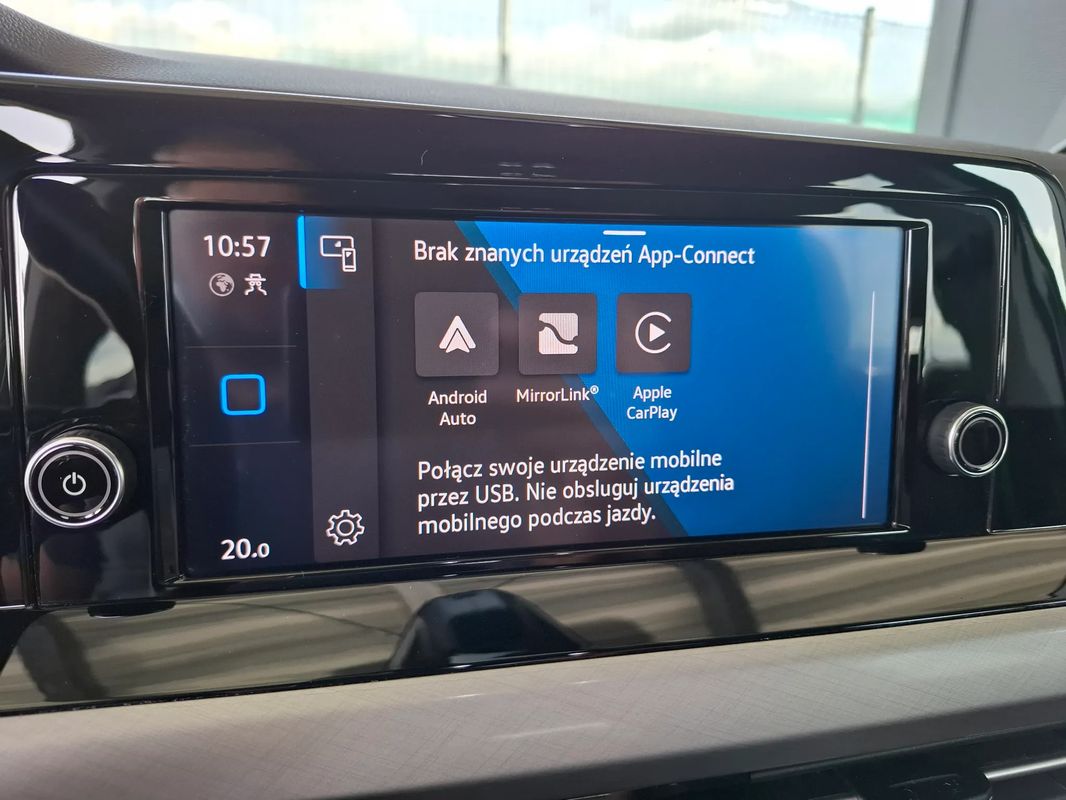 10:57
Brak znanych urządzeń App-Connect
Android
Auto
MirrorLink®
Apple
CarPlay
Połącz swoje urządzenie mobilne
przez USB. Nie obsługuj urządzenia
mobilnego podczas jazdy.
20.0